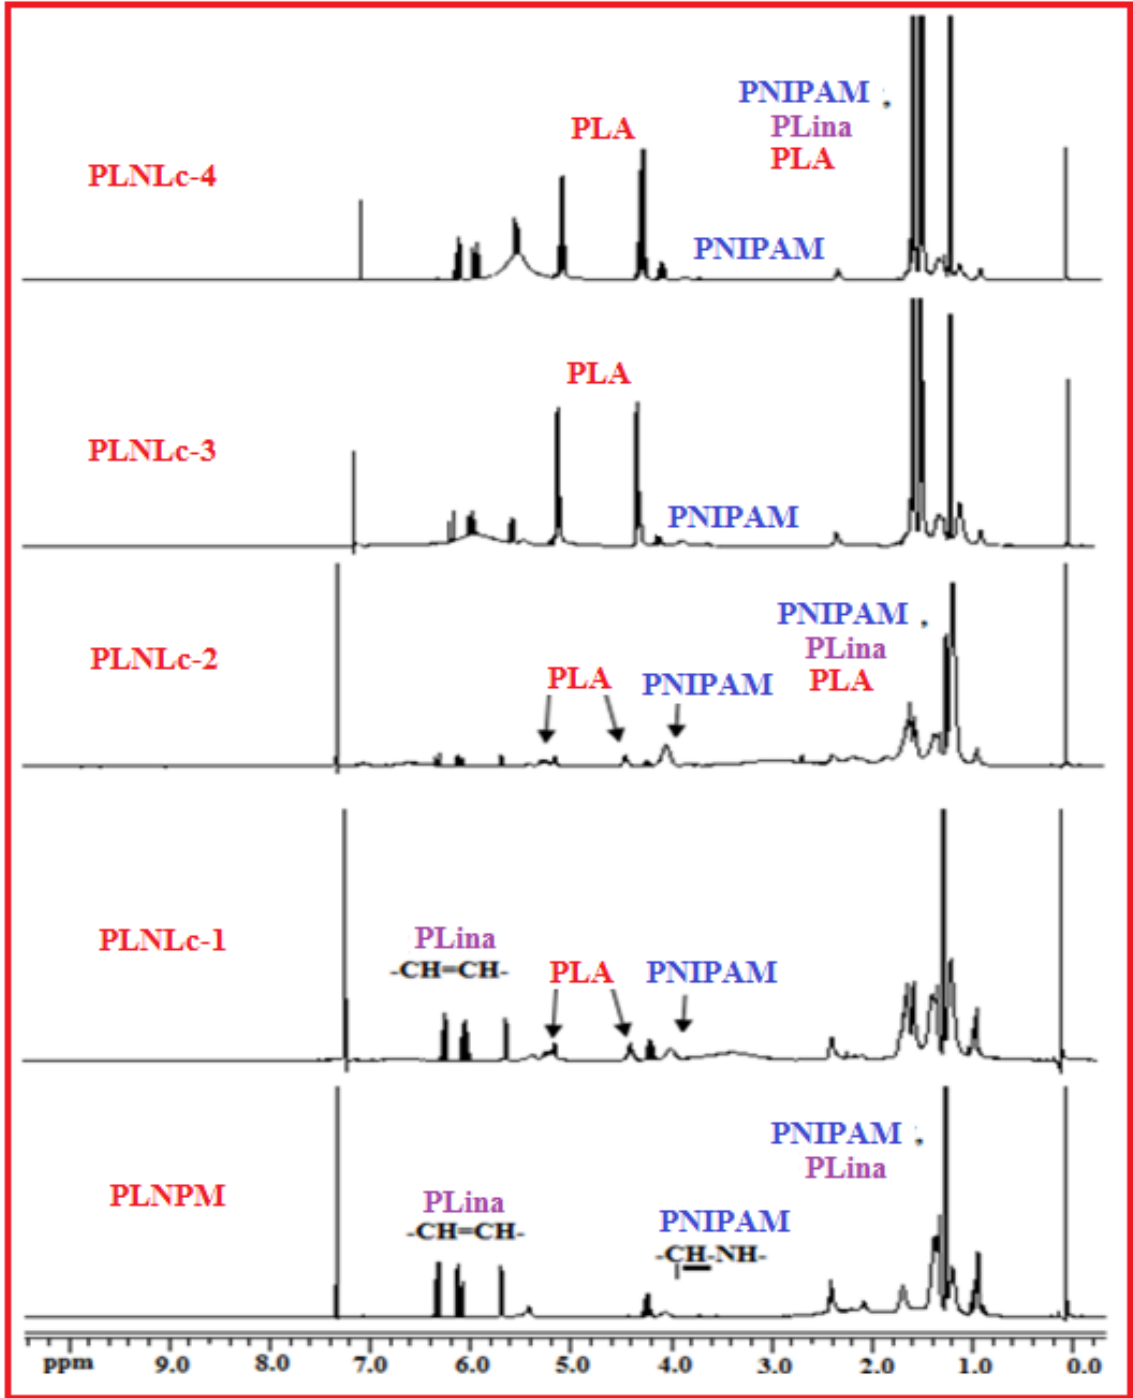 PNIPAM ;
PLina
PLA
PLA
PLNLc-4
PNIPAM
PLA
PLNLc-3
PNIPAM
PNIPAM ,
PLina
PLA
PLNLc-2
PLA
PNIPAM
PLNLc-1
PLina
-CH=CH-
PLA
PNIPAM
PNIPAM ;
PLina
PLNPM
PLina
-CH=CH-
PNIPAM
-CH-NH-
ppm 9.0 8.0 7.0 6.0 5.0 4.0 3.0 2.0 1.0 0.0